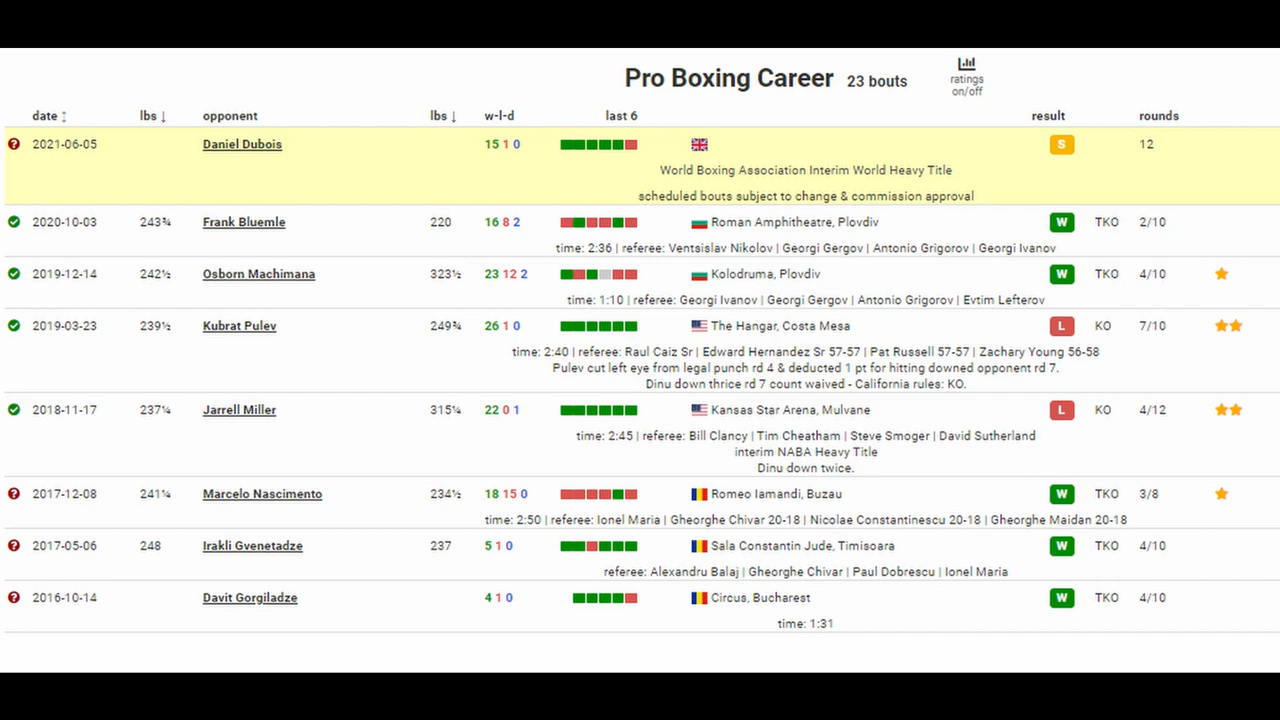 Pro Boxing Career 23 bouts
ratings
on/off
date lbs opponent lbs w-l-d last 6 result rounds
2021-06-05 Daniel Dubois 15 1 0 S 12
World Boxing Association Interim World Heavy Title
scheduled bouts subject to change & commission approval
2020-10-03 243¾ Frank Bluemle 220 16 8 2 Roman Amphitheatre, Plovdiv W TKO 2/10
time: 2:36 | referee: Ventsislav Nikolov | Georgi Gergov | Antonio Grigorov | Georgi Ivanov
2019-12-14 242½ Osborn Machimana 323½ 23 12 2 Kolodruma, Plovdiv W TKO 4/10
time: 1:10 | referee: Georgi Ivanov | Georgi Gergov | Antonio Grigorov | Evtim Lefterov
2019-03-23 239½ Kubrat Pulev 249¾ 26 1 0 The Hangar, Costa Mesa L KO 7/10
time: 2:40 | referee: Raul Caiz Sr | Edward Hernandez Sr 57-57 | Pat Russell 57-57 | Zachary Young 56-58
Pulev cut left eye from legal punch rd 4 & deducted 1 pt for hitting downed opponent rd 7.
Dinu down thrice rd 7 count waived - California rules: KO.
2018-11-17 237¼ Jarrell Miller 315¼ 22 0 1 Kansas Star Arena, Mulvane L KO 4/12
time: 2:45 | referee: Bill Clancy | Tim Cheatham | Steve Smoger | David Sutherland
interim NABA Heavy Title
Dinu down twice.
2017-12-08 241¼ Marcelo Nascimento 234½ 18 15 0 Romeo Iamandi, Buzau W TKO 3/8
time: 2:50 | referee: Ionel Maria | Gheorghe Chivar 20-18 | Nicolae Constantinescu 20-18 | Gheorghe Maidan 20-18
2017-05-06 248 Irakli Gvenetadze 237 5 1 0 Sala Constantin Jude, Timisoara W TKO 4/10
referee: Alexandru Balaj | Gheorghe Chivar | Paul Dobrescu | Ionel Maria
2016-10-14 Davit Gorgiladze 4 1 0 Circus, Bucharest W TKO 4/10
time: 1:31